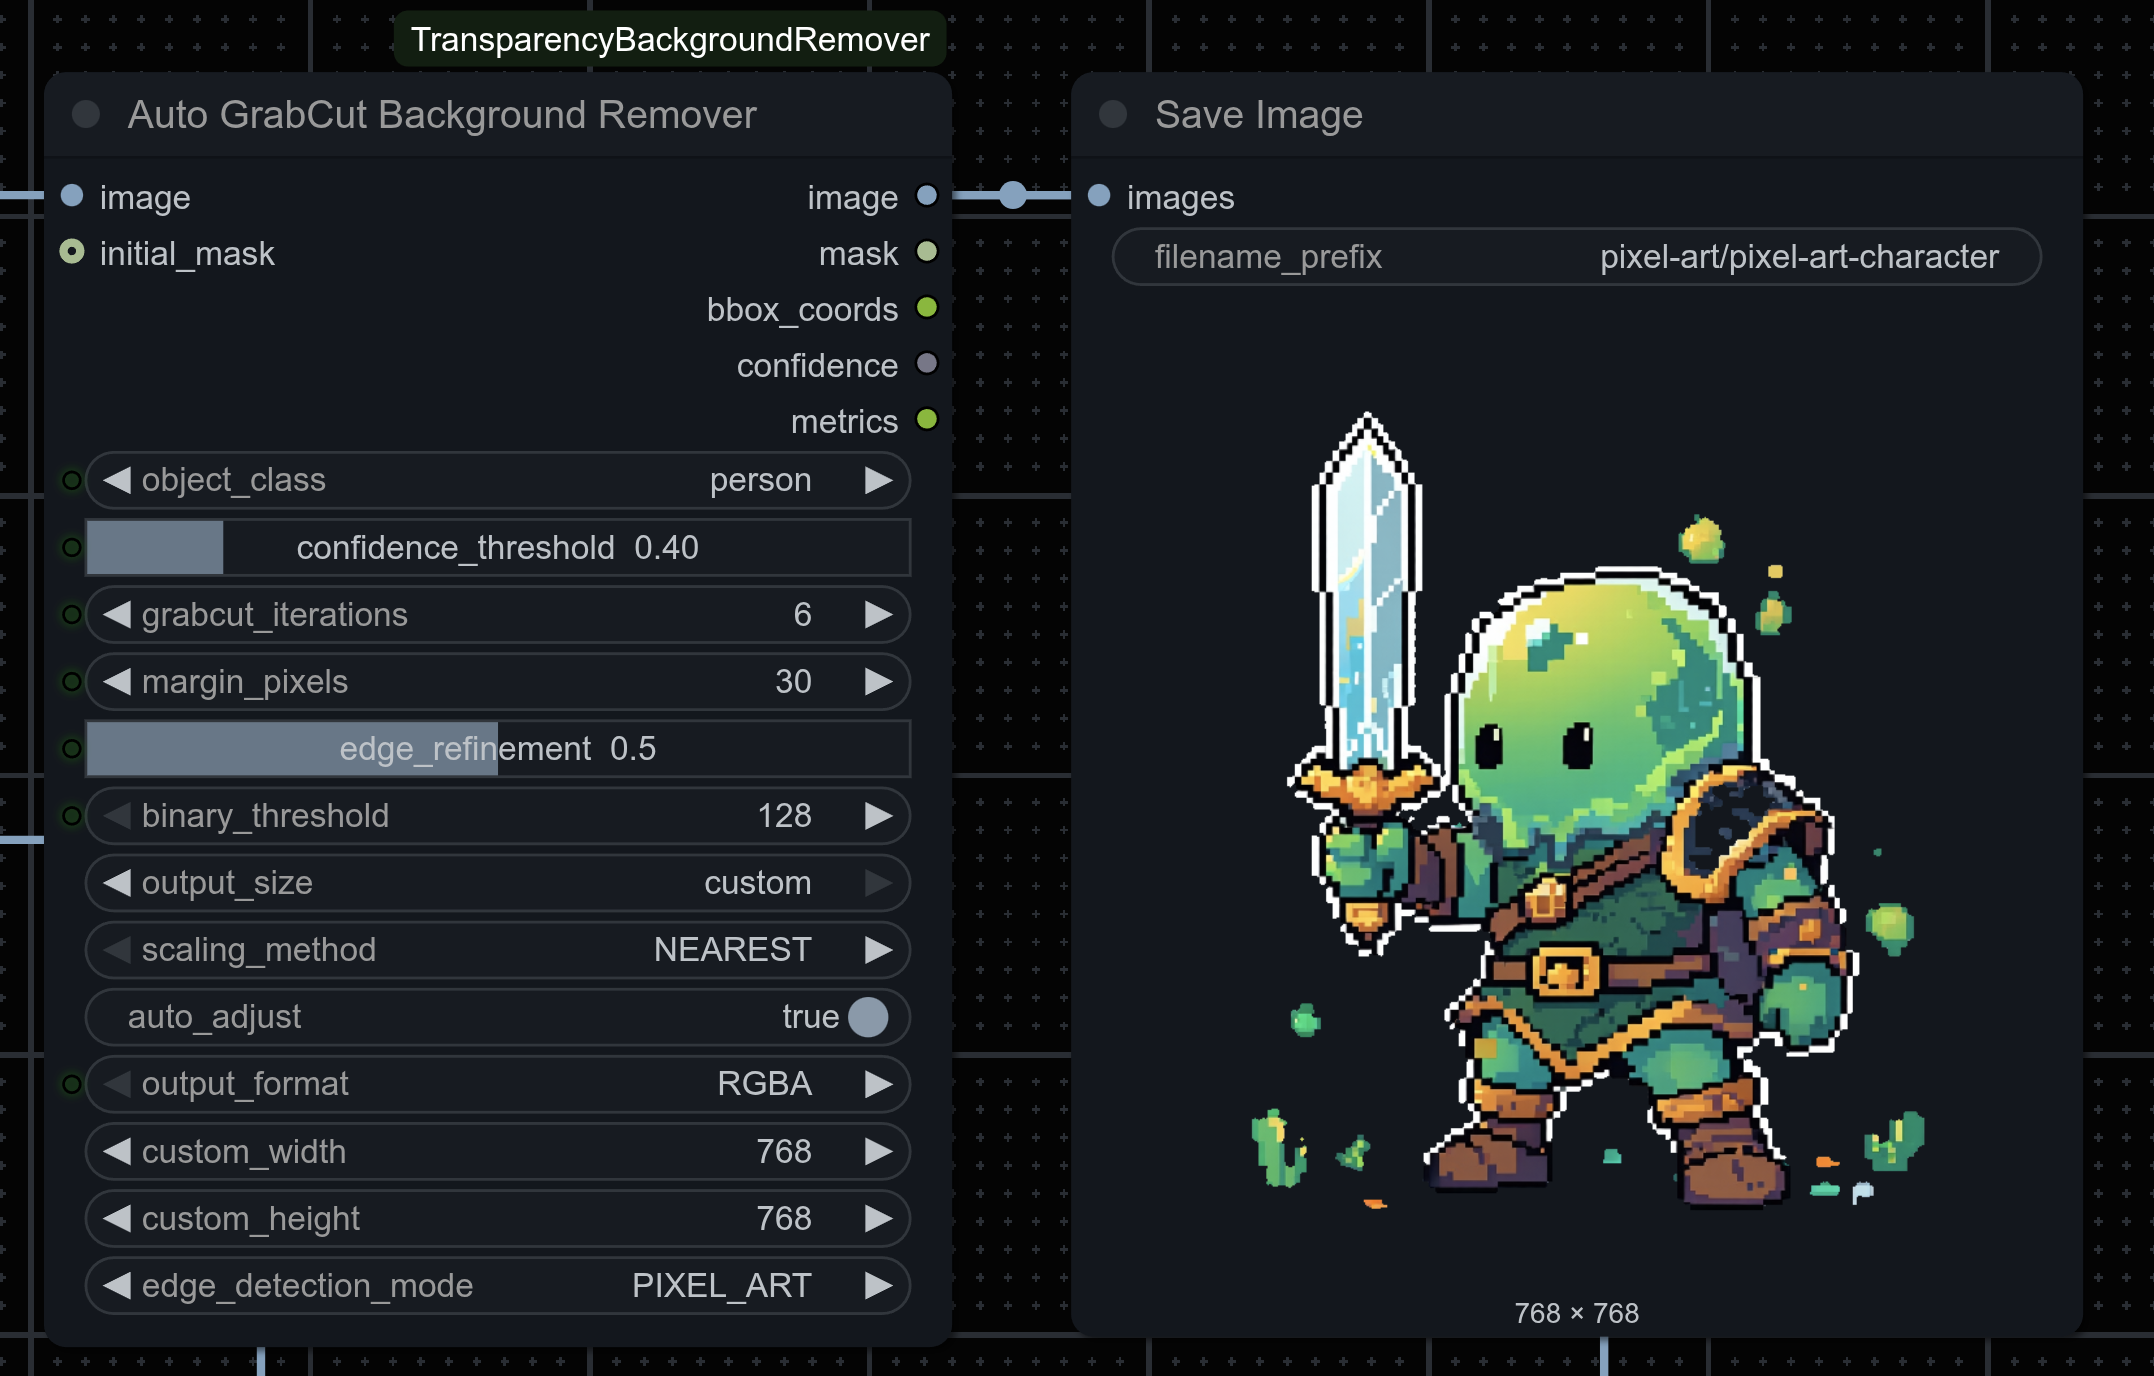 TransparencyBackgroundRemover
Auto GrabCut Background Remover
image
image
initial_mask
mask
bbox_coords
confidence
metrics
object_class person
confidence_threshold 0.40
grabcut_iterations 6
margin_pixels 30
edge_refinement 0.5
binary_threshold 128
output_size custom
scaling_method NEAREST
auto_adjust true
output_format RGBA
custom_width 768
custom_height 768
edge_detection_mode PIXEL_ART
Save Image
images
filename_prefix pixel-art/pixel-art-character
768 × 768